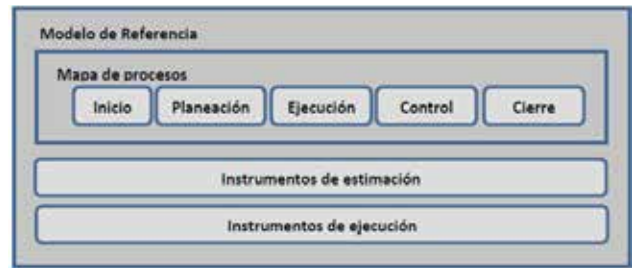 Modelo de Referencia
Mapa de procesos
Inicio Planeación Ejecución Control Cierre
Instrumentos de estimación
Instrumentos de ejecución